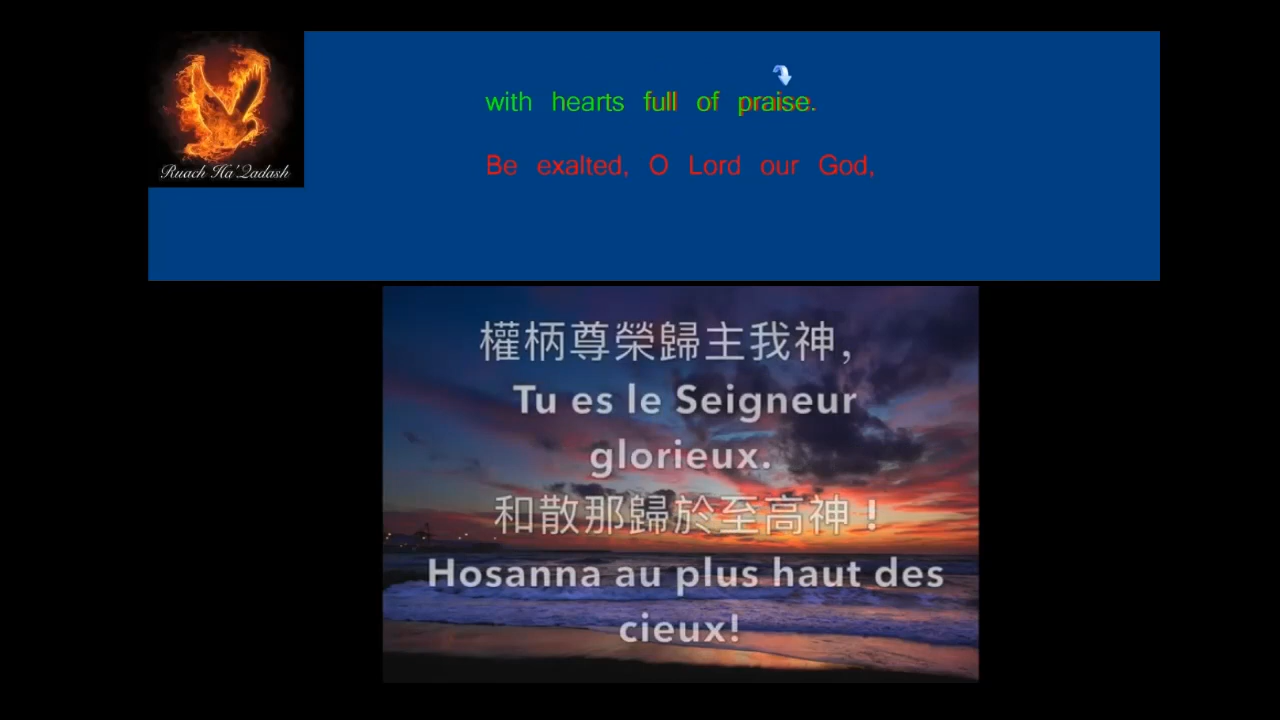 Ruach Ha'Qadash
with hearts full of praise.
Be exalted, O Lord our God,
權柄尊榮歸主我神，
Tu es le Seigneur
glorieux.
和散那歸於至高神！
Hosanna au plus haut des
cieux!